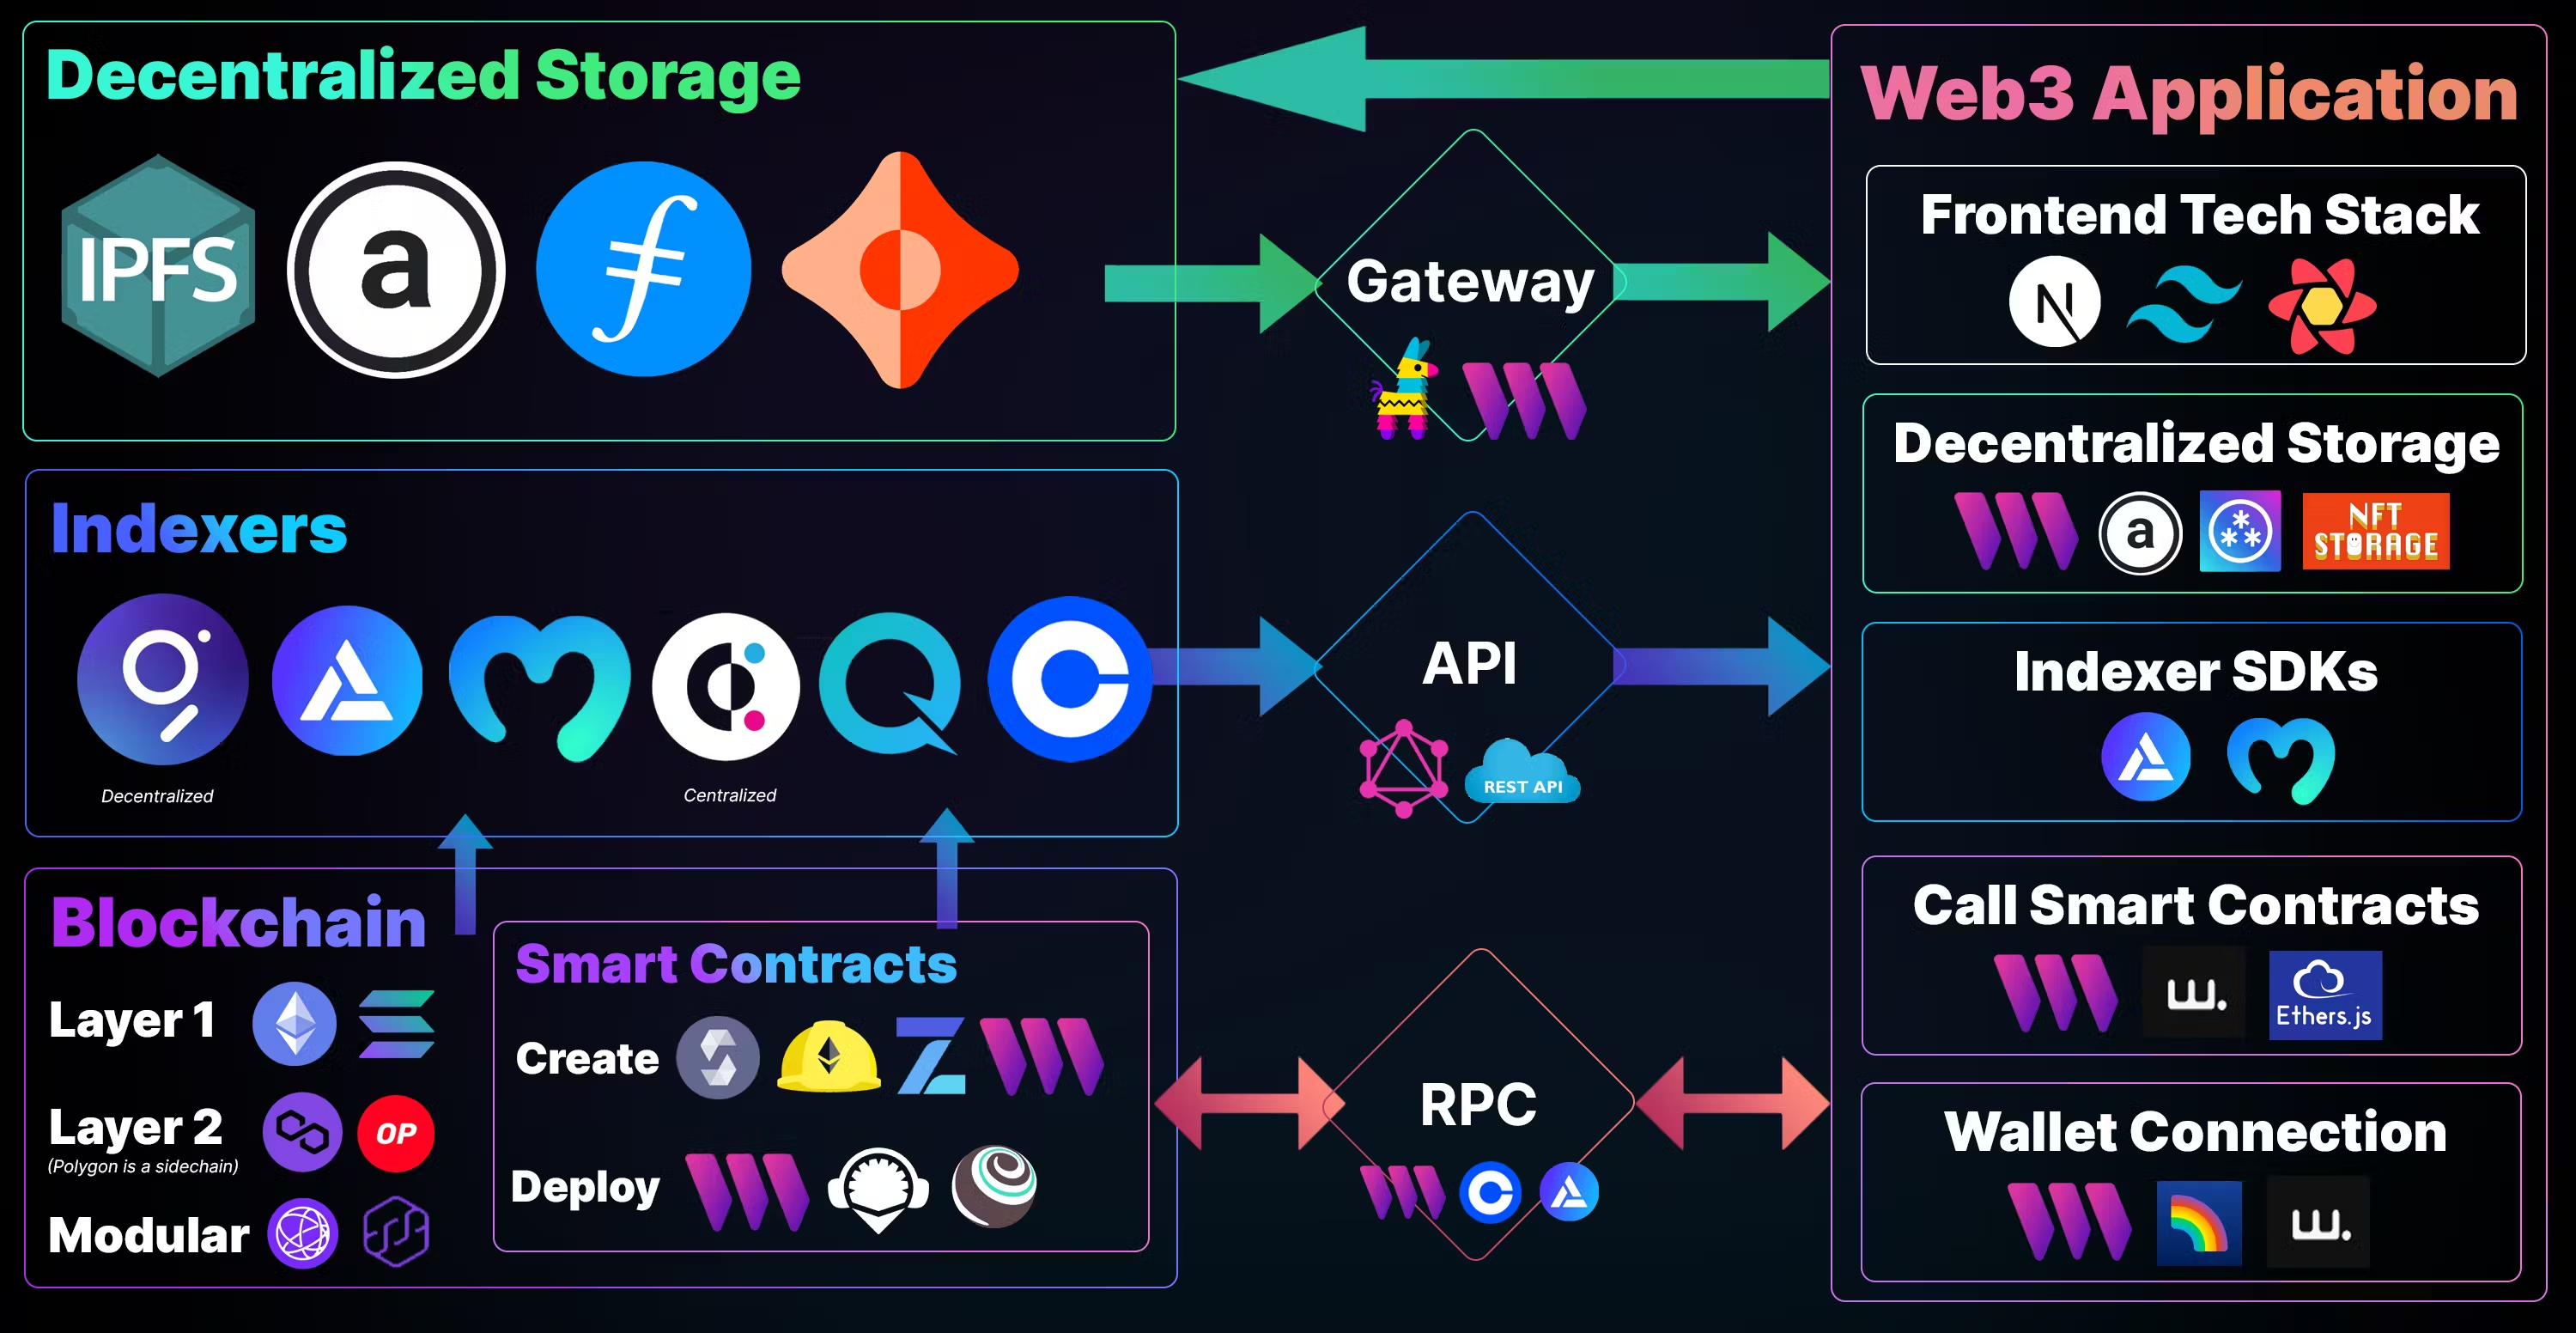 Decentralized Storage
IPFS
a
Gateway
Indexers
Decentralized
Centralized
API
REST API
Blockchain
Layer 1
Layer 2
(Polygon is a sidechain)
OP
Modular
Smart Contracts
Create
Deploy
RPC
Web3 Application
Frontend Tech Stack
N
Decentralized Storage
a
NFT
STORAGE
Indexer SDKs
Call Smart Contracts
w.
Ethers.js
Wallet Connection
w.